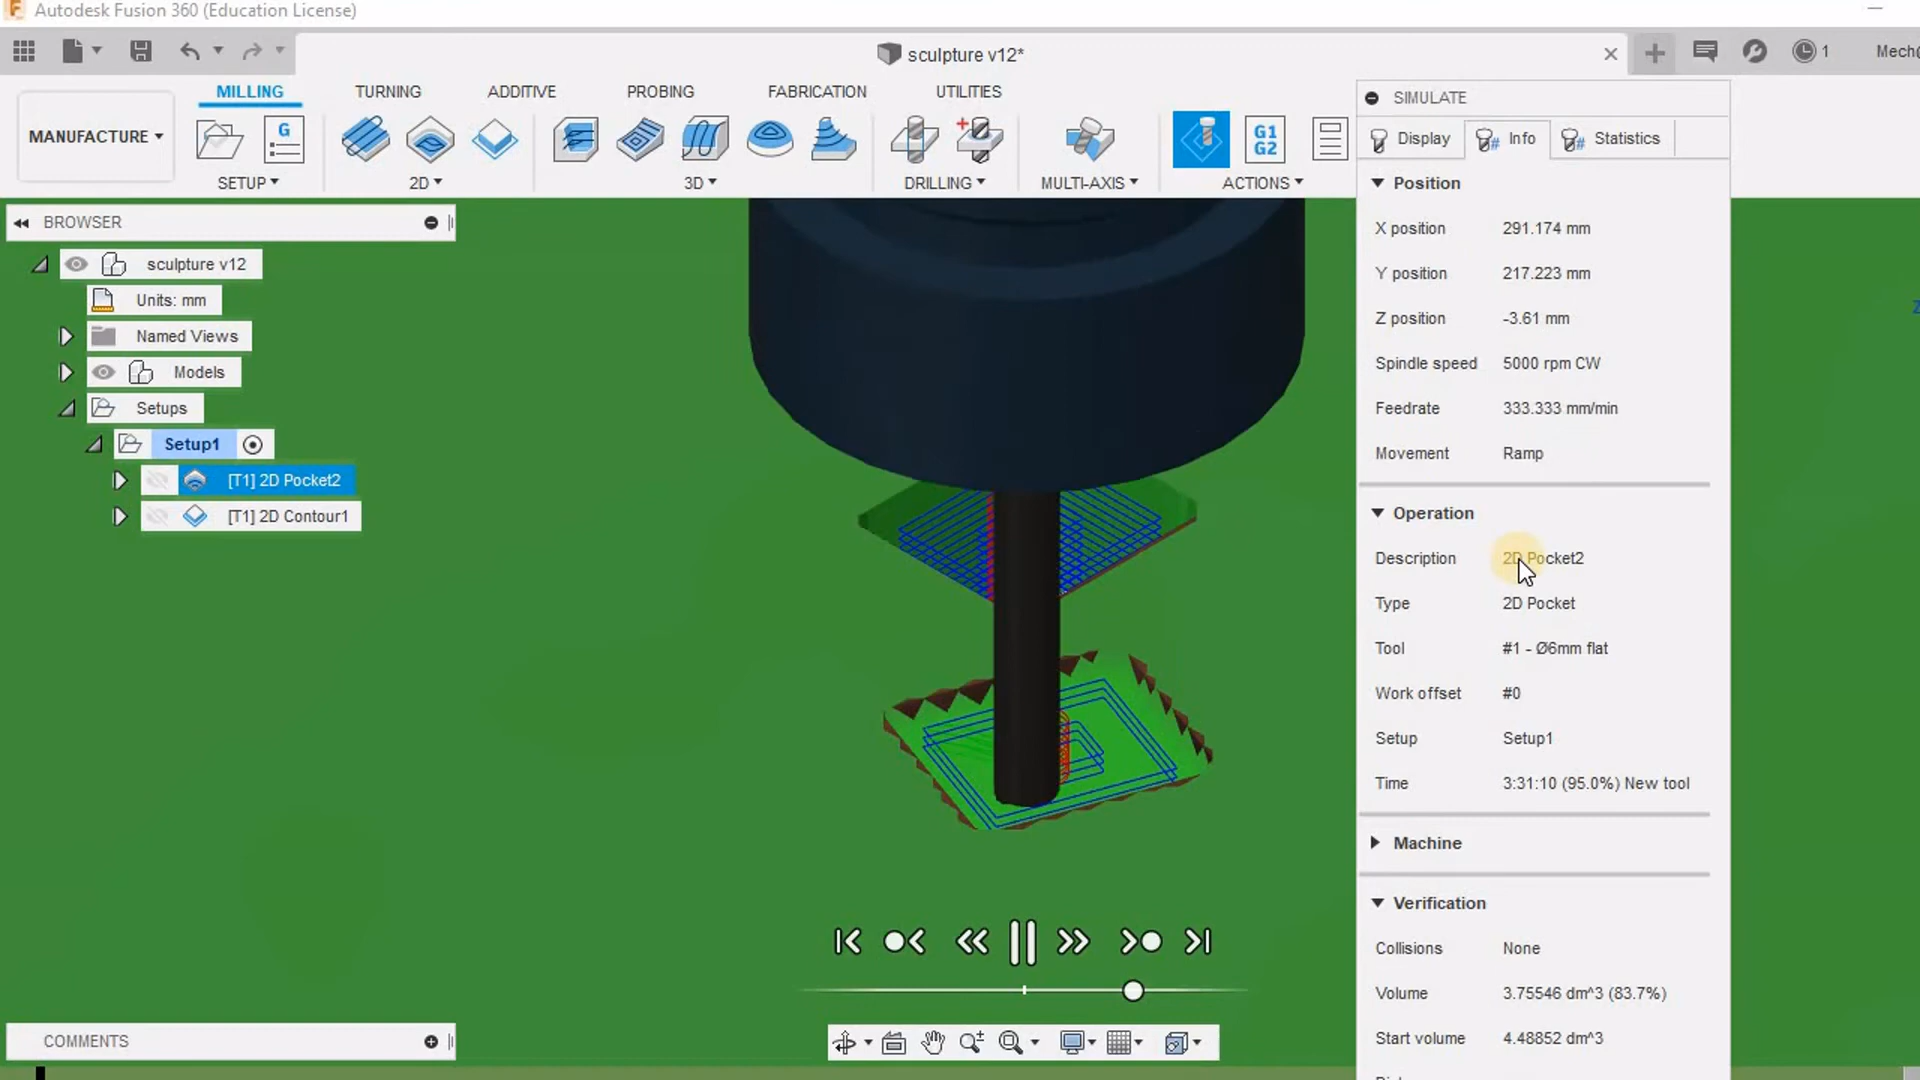 Autodesk Fusion 360 (Education License)
sculpture v12*
1
MANUFACTURE
MILLING
TURNING
ADDITIVE
PROBING
FABRICATION
UTILITIES
G
G1
G2
SETUP
2D
3D
DRILLING
MULTI-AXIS
ACTIONS
BROWSER
sculpture v12
Units: mm
Named Views
Models
Setups
Setup1
[T1] 2D Pocket2
[T1] 2D Contour1
COMMENTS
SIMULATE
Display
Info
Statistics
Position
X position 291.174 mm
Y position 217.223 mm
Z position -3.61 mm
Spindle speed 5000 rpm CW
Feedrate 333.333 mm/min
Movement Ramp
Operation
Description 2D Pocket2
Type 2D Pocket
Tool #1 - Ø6mm flat
Work offset #0
Setup Setup1
Time 3:31:10 (95.0%) New tool
Machine
Verification
Collisions None
Volume 3.75546 dm^3 (83.7%)
Start volume 4.48852 dm^3